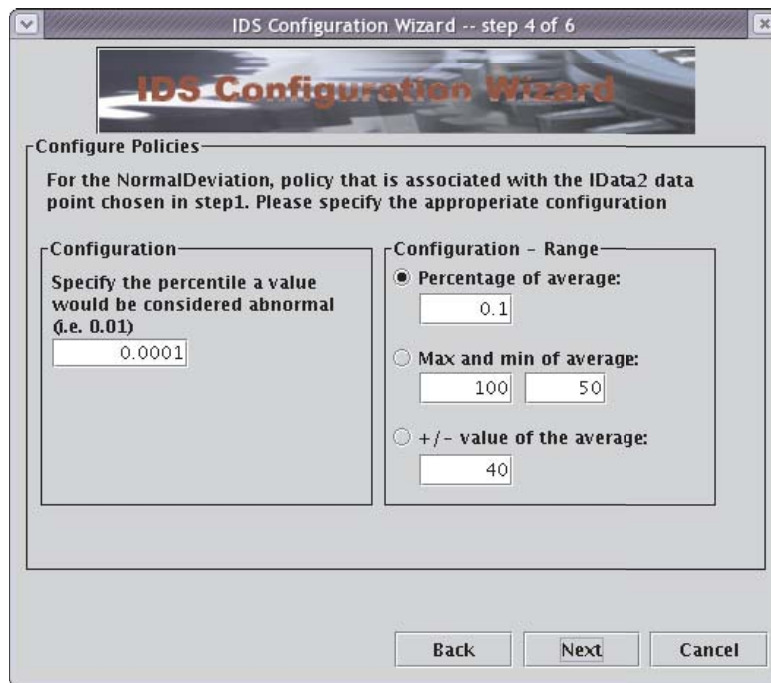 IDS Configuration Wizard -- step 4 of 6
IDS Configuration Wizard
Configure Policies
For the NormalDeviation, policy that is associated with the IData2 data
point chosen in step1. Please specify the approperiate configuration
Configuration
Specify the percentile a value
would be considered abnormal
(i.e. 0.01)
0.0001
Configuration - Range
Percentage of average:
0.1
Max and min of average:
100 50
+/- value of the average:
40
Back Next Cancel